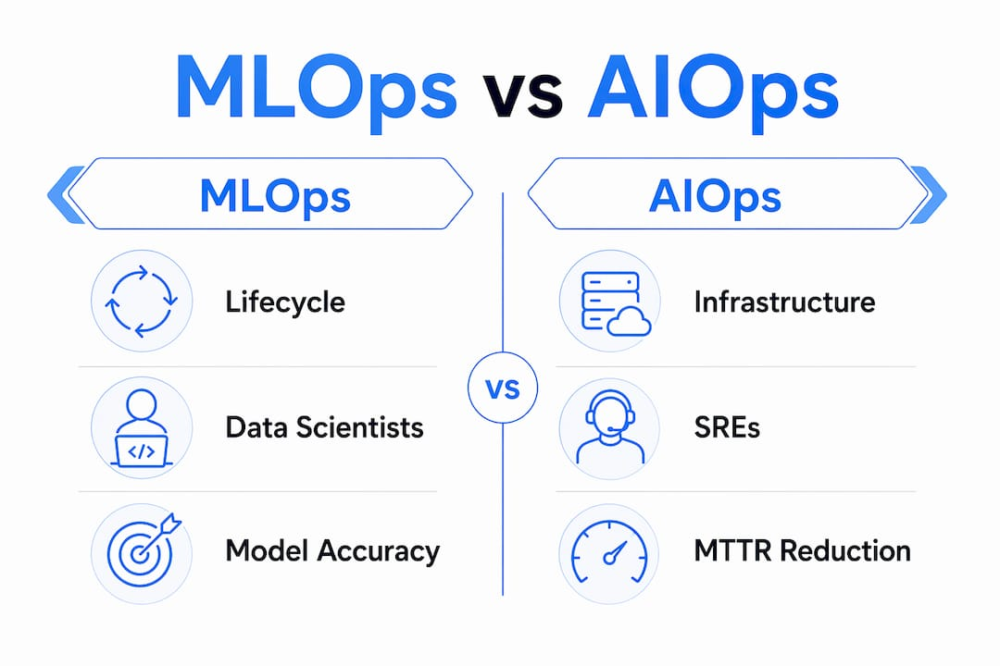 MLOps vs AIOps
MLOps
AIOps
Lifecycle
Infrastructure
vs
Data Scientists
SREs
</>
Model Accuracy
MTTR Reduction